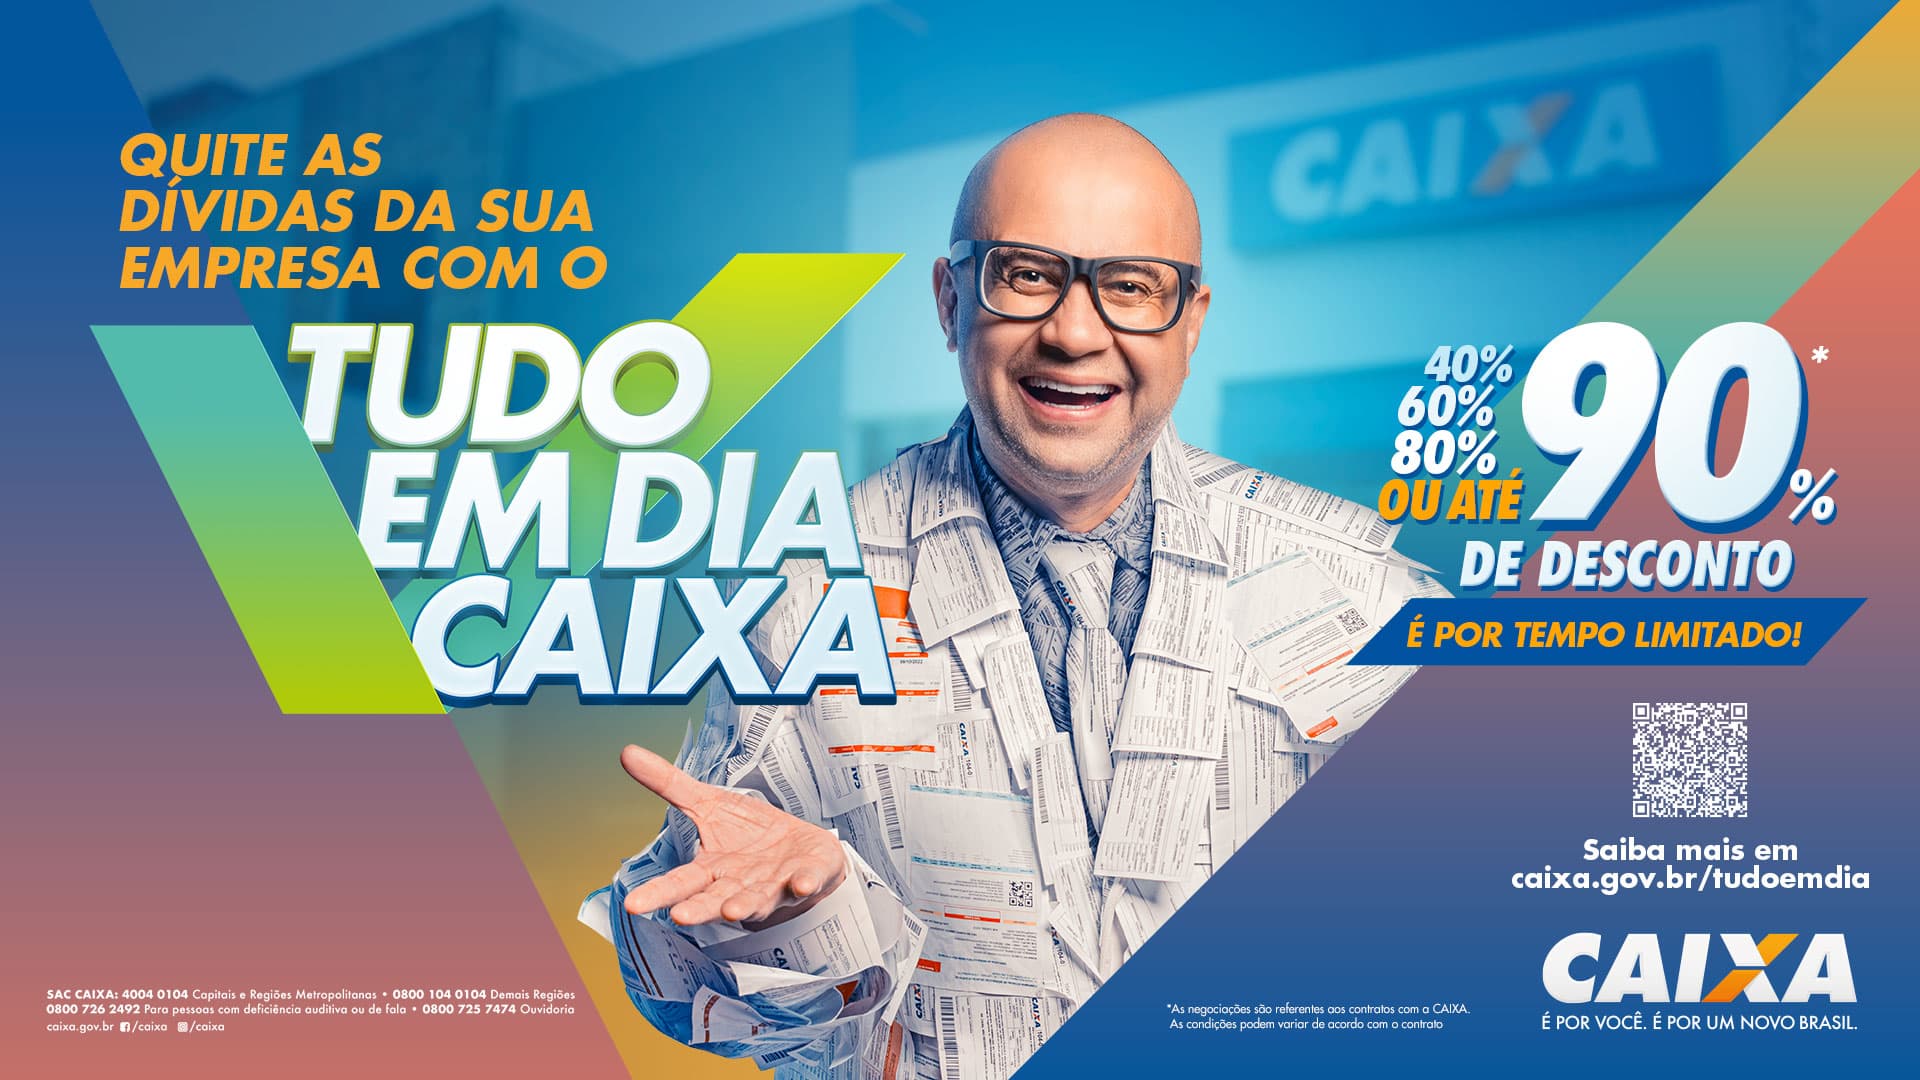 QUITE AS
DÍVIDAS DA SUA
EMPRESA COM O
TUDO
EM DIA
CAIXA
CAIXA
40%
60%
80%
OU ATÉ
90%*
DE DESCONTO
É POR TEMPO LIMITADO!
Saiba mais em
caixa.gov.br/tudoemdia
CAIXA
É POR VOCÊ. É POR UM NOVO BRASIL.
SAC CAIXA: 4004 0104 Capitais e Regiões Metropolitanas • 0800 104 0104 Demais Regiões
0800 726 2492 Para pessoas com deficiência auditiva ou de fala • 0800 725 7474 Ouvidoria
caixa.gov.br /caixa /caixa
*As negociações são referentes aos contratos com a CAIXA.
As condições podem variar de acordo com o contrato